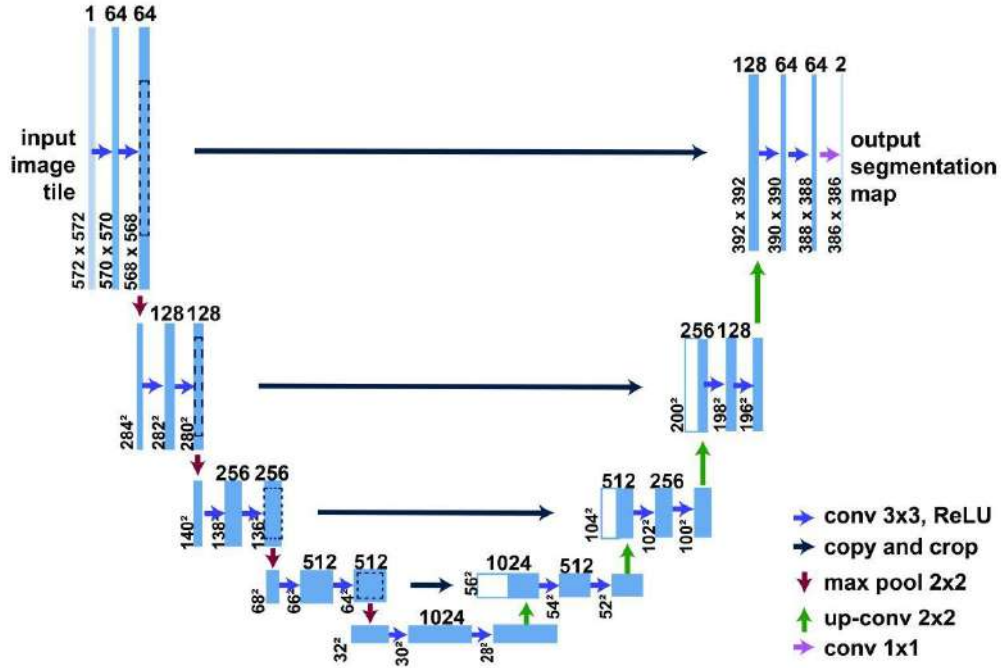 1 64 64
input
image
tile
572 x 572
570 x 570
568 x 568
128 64 64 2
output
segmentation
map
392 x 392
390 x 390
388 x 388
386 x 386
128 128
284²
282²
280²
256 128
200²
198²
196²
256 256
140²
138²
136²
512 256
104²
102²
100²
512 512
68²
66²
64²
1024 512
56²
54²
52²
1024
32²
30²
28²
conv 3x3, ReLU
copy and crop
max pool 2x2
up-conv 2x2
conv 1x1